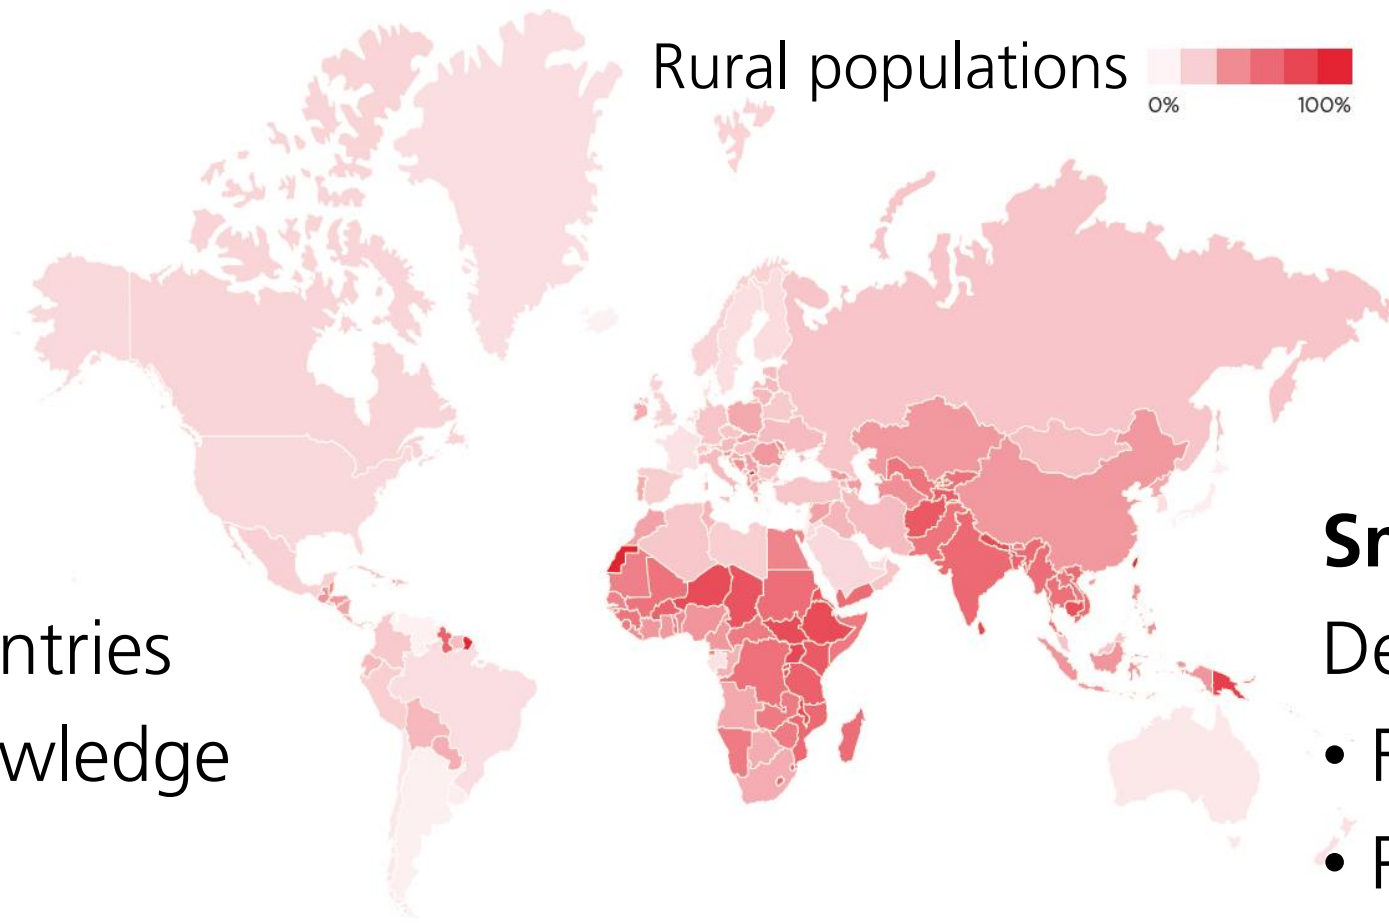 Rural populations
0% 100%
ntries
wledge
Sr
De
• F
• F